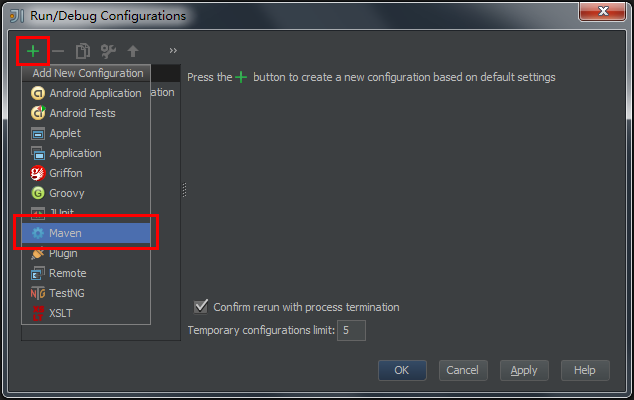 Run/Debug Configurations
Add New Configuration
Android Application
ation
Press the + button to create a new configuration based on default settings
Android Tests
Applet
Application
Griffon
Groovy
JUnit
Maven
Plugin
Remote
TestNG
XSLT
Confirm rerun with process termination
Temporary configurations limit: 5
OK
Cancel
Apply
Help